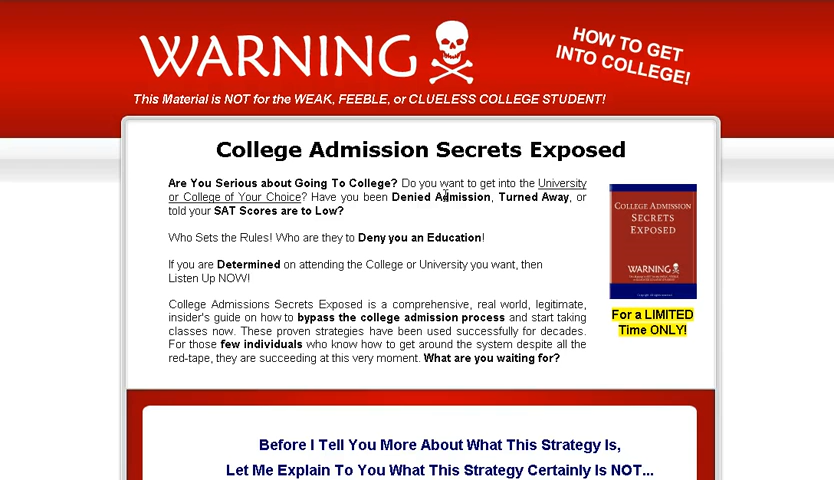 WARNING
HOW TO GET
INTO COLLEGE!
This Material is NOT for the WEAK, FEEBLE, or CLUELESS COLLEGE STUDENT!
College Admission Secrets Exposed
Are You Serious about Going To College? Do you want to get into the University
or College of Your Choice? Have you been Denied Admission, Turned Away, or
told your SAT Scores are to Low?
Who Sets the Rules! Who are they to Deny you an Education!
If you are Determined on attending the College or University you want, then
Listen Up NOW!
College Admissions Secrets Exposed is a comprehensive, real world, legitimate,
insider's guide on how to bypass the college admission process and start taking
classes now. These proven strategies have been used successfully for decades.
For those few individuals who know how to get around the system despite all the
red-tape, they are succeeding at this very moment. What are you waiting for?
COLLEGE ADMISSION
SECRETS
EXPOSED
WARNING
For a LIMITED
Time ONLY!
Before I Tell You More About What This Strategy Is,
Let Me Explain To You What This Strategy Certainly Is NOT...